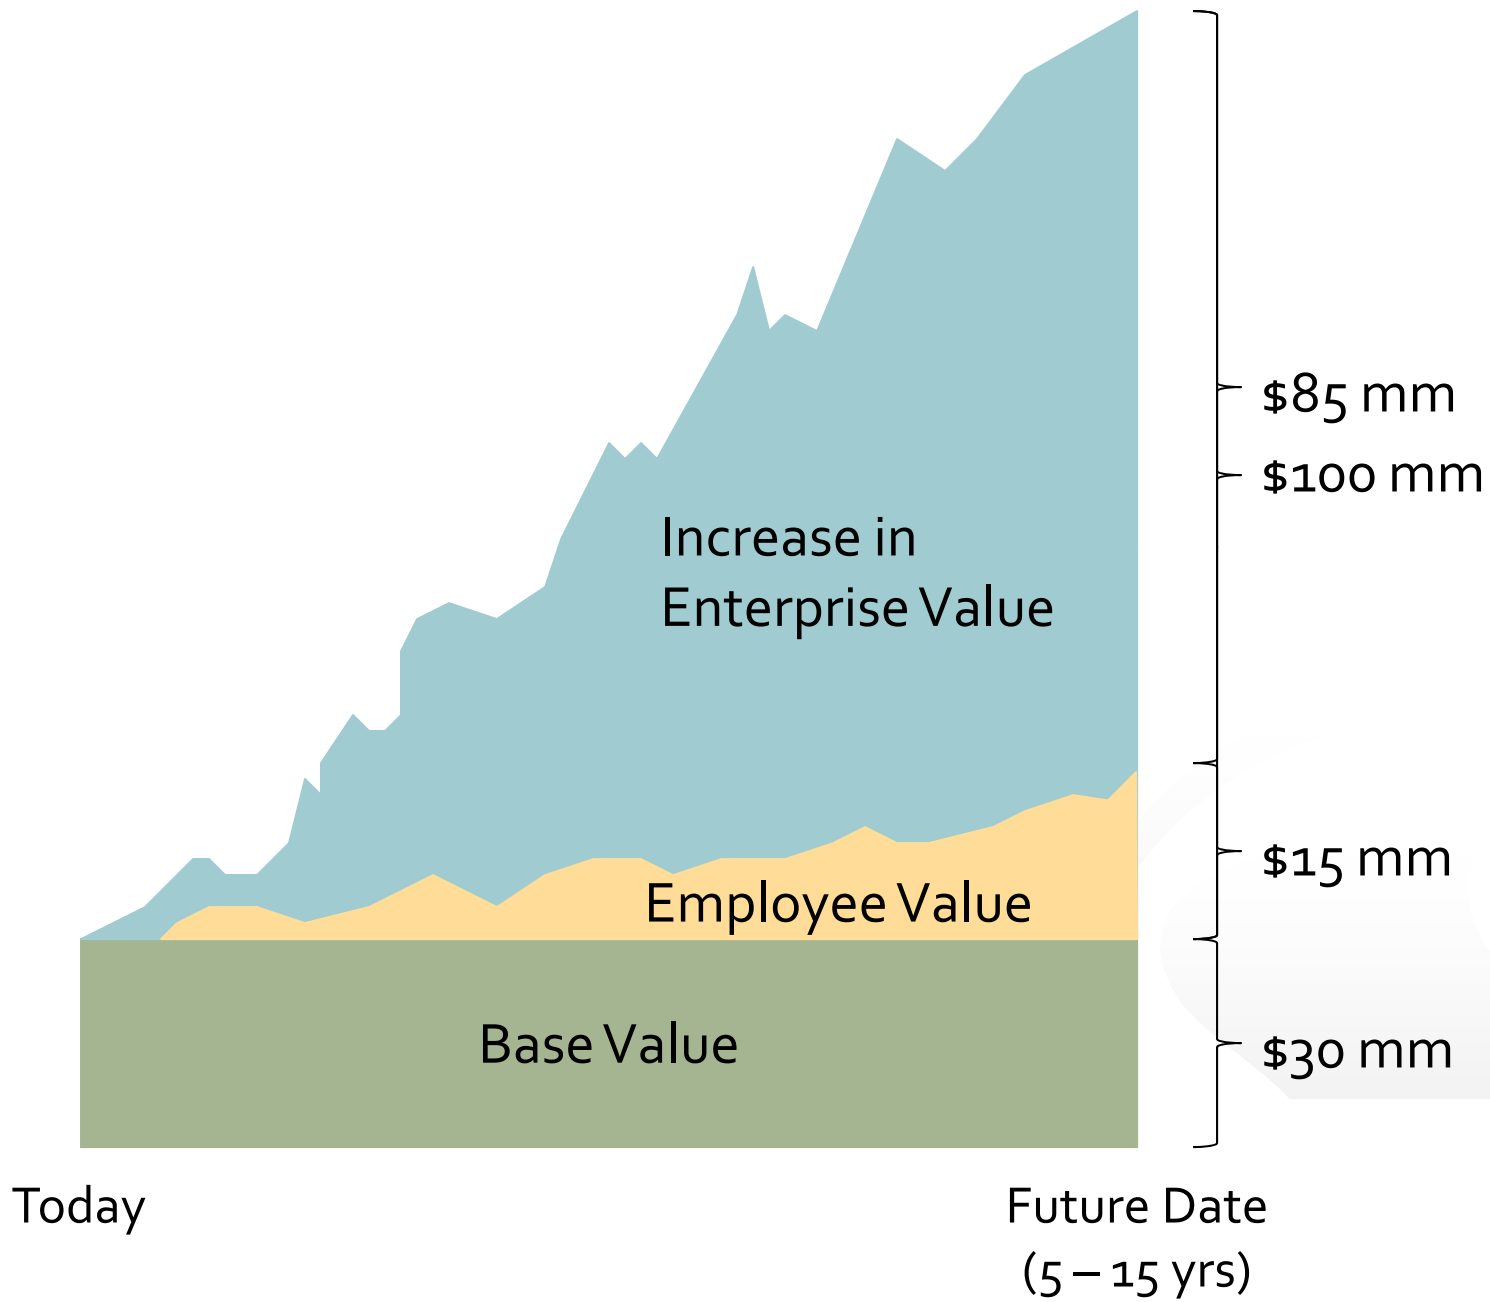 $85 mm
$100 mm
Increase in
Enterprise Value
$15 mm
Employee Value
Base Value
$30 mm
Today
Future Date
(5 – 15 yrs)